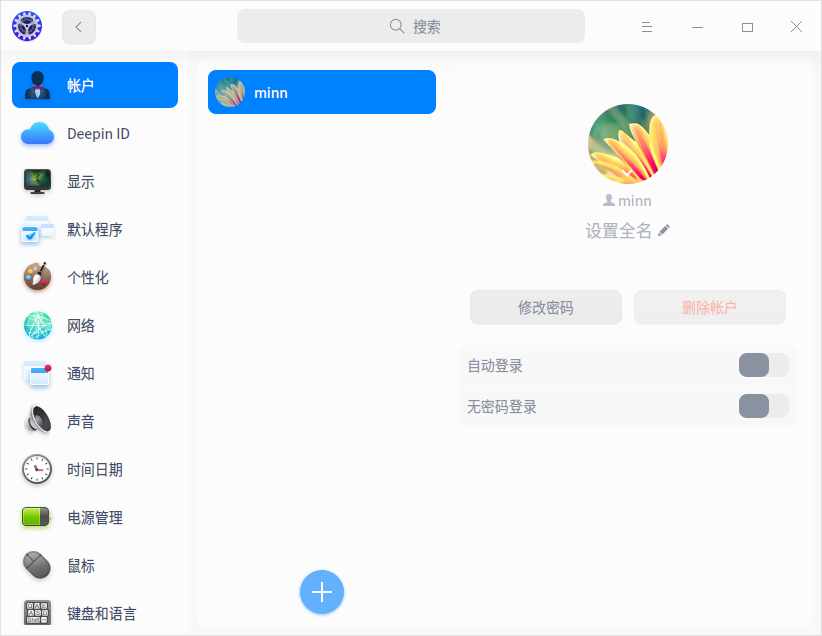 搜索
帐户
Deepin ID
显示
默认程序
个性化
网络
通知
声音
时间日期
电源管理
鼠标
键盘和语言
minn
minn
设置全名
修改密码
删除帐户
自动登录
无密码登录